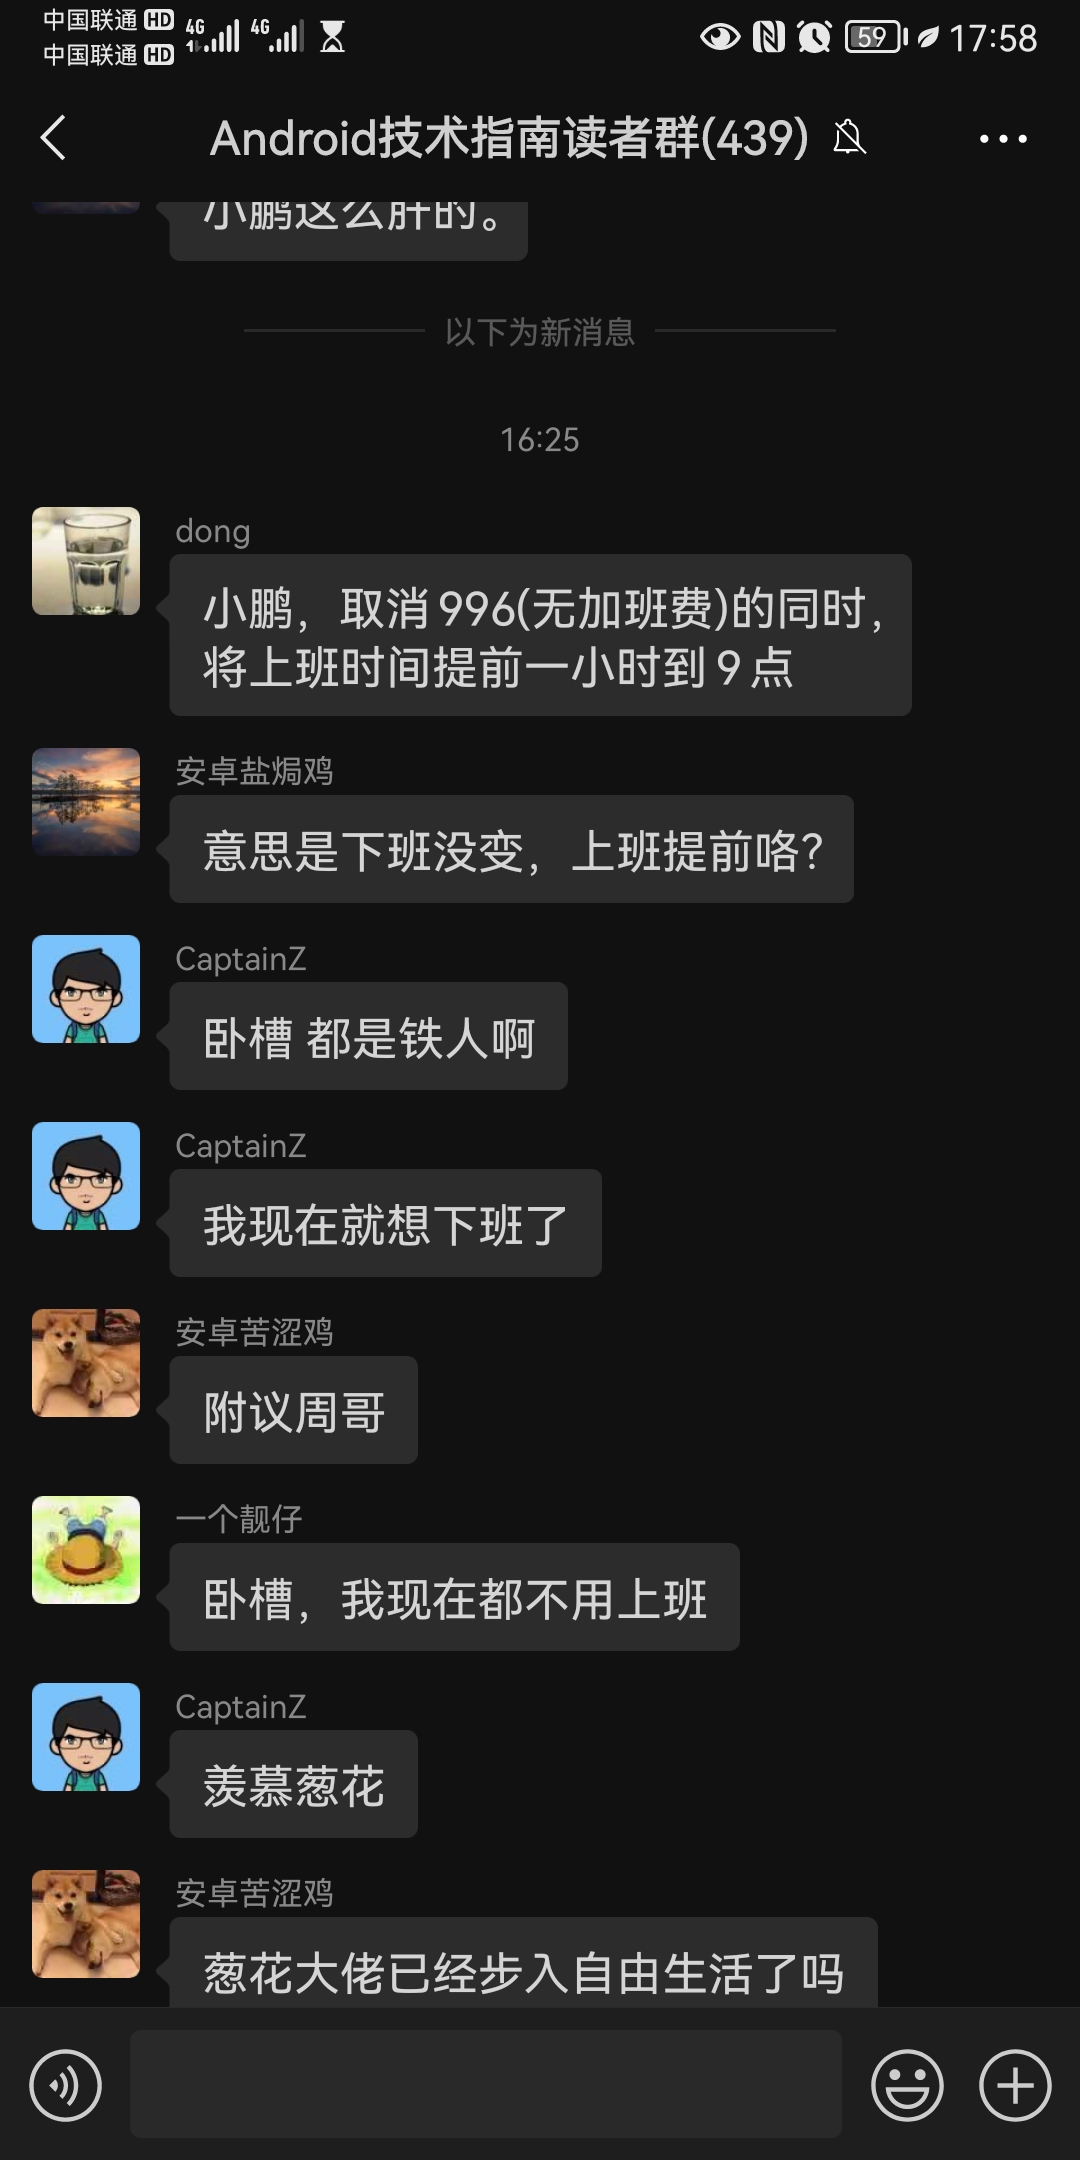 中国联通 HD
中国联通 HD
4G 4G
59 17:58
Android技术指南读者群(439)
小鹏这么肝的。
以下为新消息
16:25
dong
小鹏，取消996(无加班费)的同时，
将上班时间提前一小时到9点
安卓盐焗鸡
意思是下班没变，上班提前咯?
CaptainZ
卧槽 都是铁人啊
CaptainZ
我现在就想下班了
安卓苦涩鸡
附议周哥
一个靓仔
卧槽，我现在都不用上班
CaptainZ
羡慕葱花
安卓苦涩鸡
葱花大佬已经步入自由生活了吗